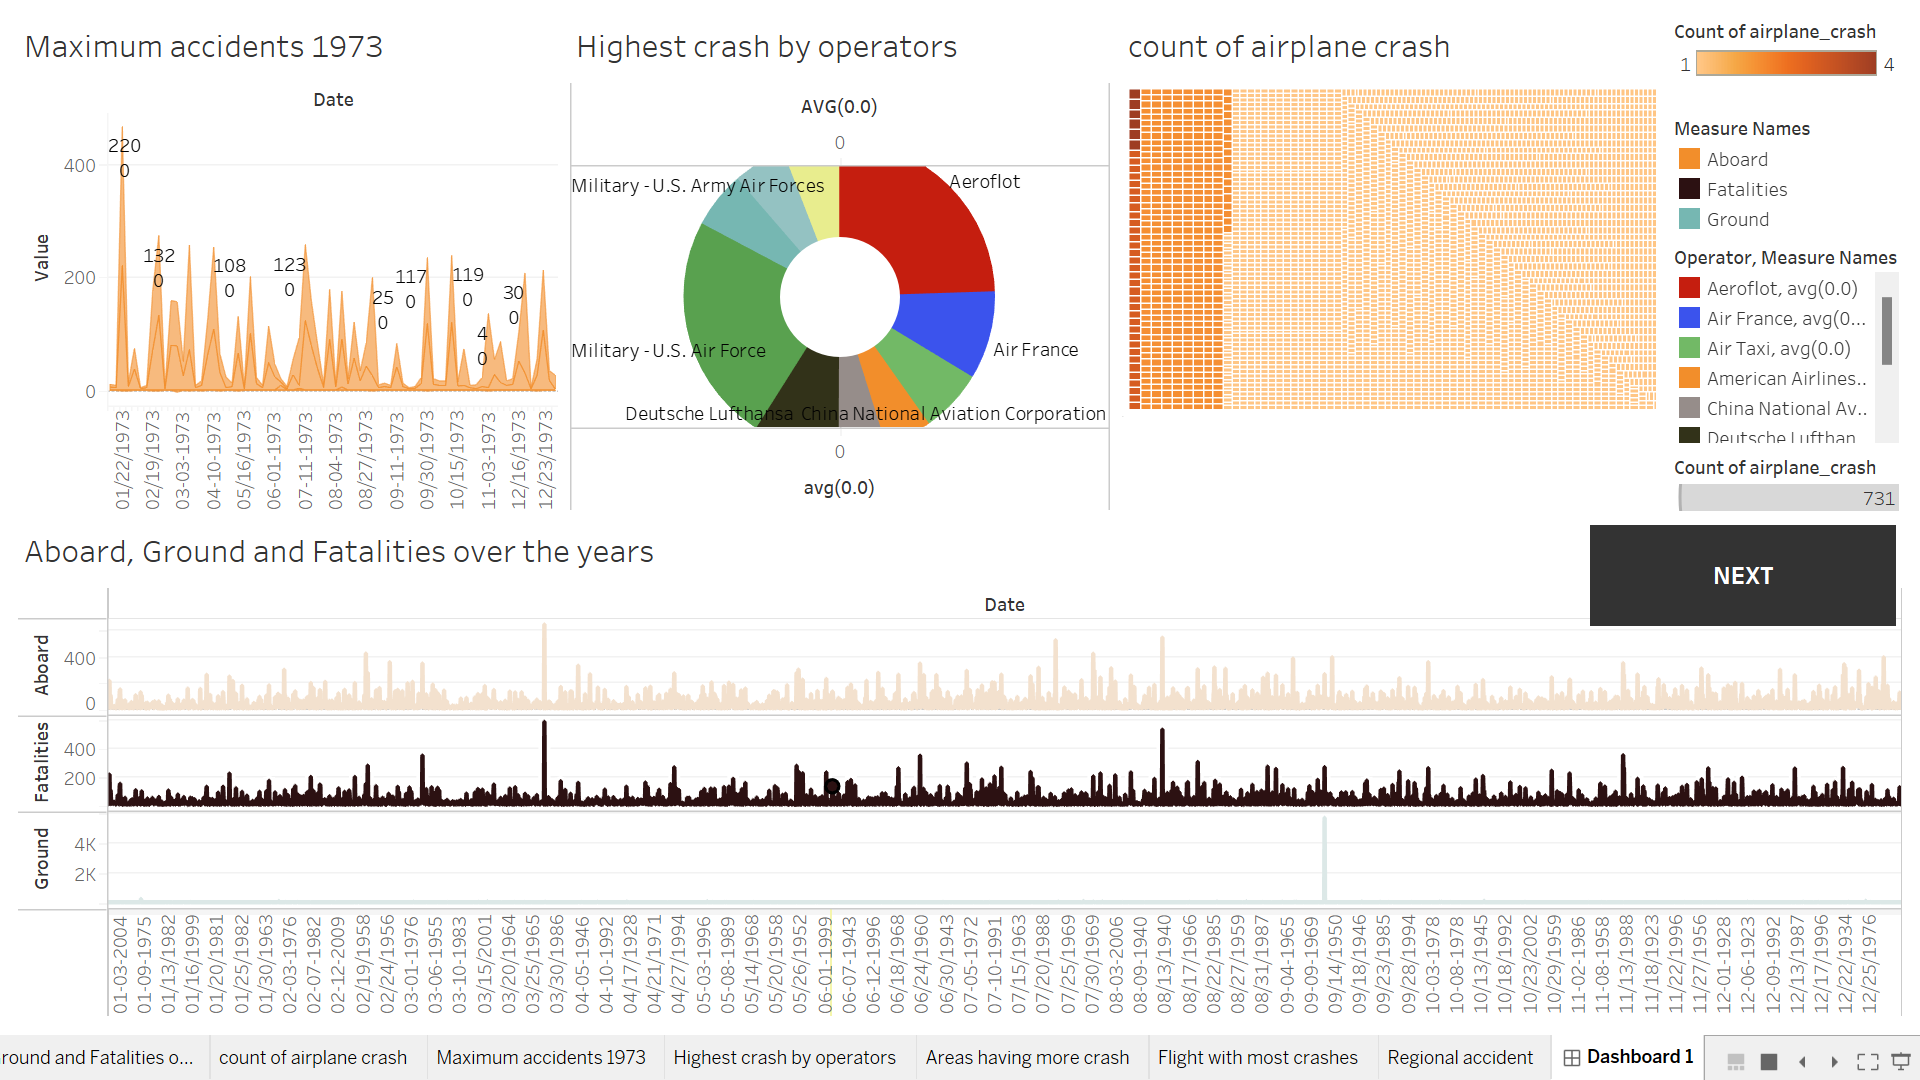 Maximum accidents 1973
Date
Value
400
200
0
220
0
132
0
108
0
123
0
25
0
117
0
119
0
4
0
30
0
01/22/1973
02/19/1973
03-03-1973
04-10-1973
05/16/1973
06-01-1973
07-11-1973
08-04-1973
08/27/1973
09-11-1973
09/30/1973
10/15/1973
11-03-1973
12/16/1973
12/23/1973
Highest crash by operators
AVG(0.0)
0
Military - U.S. Army Air Forces
Aeroflot
Military - U.S. Air Force
Air France
Deutsche Lufthansa
China National Aviation Corporation
0
avg(0.0)
count of airplane crash
Count of airplane_crash
1
4
Measure Names
Aboard
Fatalities
Ground
Operator, Measure Names
Aeroflot, avg(0.0)
Air France, avg(0...
Air Taxi, avg(0.0)
American Airlines..
China National Av..
Deutsche Lufthan
Count of airplane_crash
731
NEXT
Aboard, Ground and Fatalities over the years
Date
Aboard
400
0
Fatalities
400
200
Ground
4K
2K
01-03-2004
01-09-1975
01/13/1982
01/16/1999
01/20/1981
01/25/1982
01/30/1963
02-03-1976
02-07-1982
02-12-2009
02/19/1958
02/24/1956
03-01-1976
03-06-1955
03-10-1983
03/15/2001
03/20/1964
03/25/1965
03/30/1986
04-05-1946
04-10-1992
04/17/1928
04/21/1971
04/27/1994
05-03-1996
05-08-1989
05/14/1968
05/20/1958
05/26/1952
06-01-1999
06-07-1943
06-12-1996
06/18/1968
06/24/1960
06/30/1943
07-05-1972
07-10-1991
07/15/1963
07/20/1988
07/25/1969
07/30/1969
08-03-2006
08-09-1940
08/13/1940
08/17/1966
08/22/1985
08/27/1959
08/31/1987
09-04-1965
09-09-1969
09/14/1950
09/18/1946
09/23/1985
09/28/1994
10-03-1978
10-08-1978
10/13/1945
10/18/1992
10/23/2002
10/29/1959
11-02-1986
11-08-1958
11/13/1988
11/18/1923
11/22/1996
11/27/1956
12-01-1928
12-06-1923
12-09-1992
12/13/1987
12/17/1996
12/22/1934
12/25/1976
round and Fatalities o...
count of airplane crash
Maximum accidents 1973
Highest crash by operators
Areas having more crash
Flight with most crashes
Regional accident
Dashboard 1